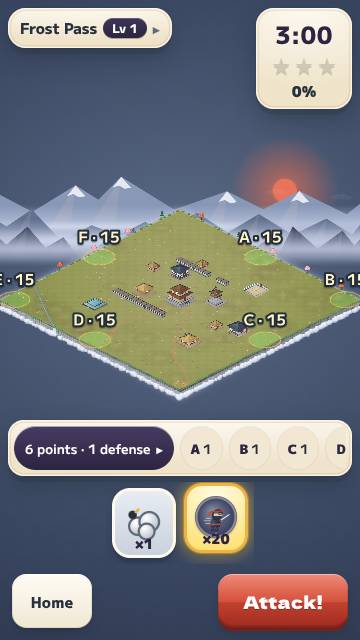 Frost Pass Lv 1 ▸
3:00
0%
F · 15
A · 15
E · 15
B · 15
D · 15
C · 15
6 points · 1 defense ▸
A 1
B 1
C 1
D
×1
×20
Home
Attack!